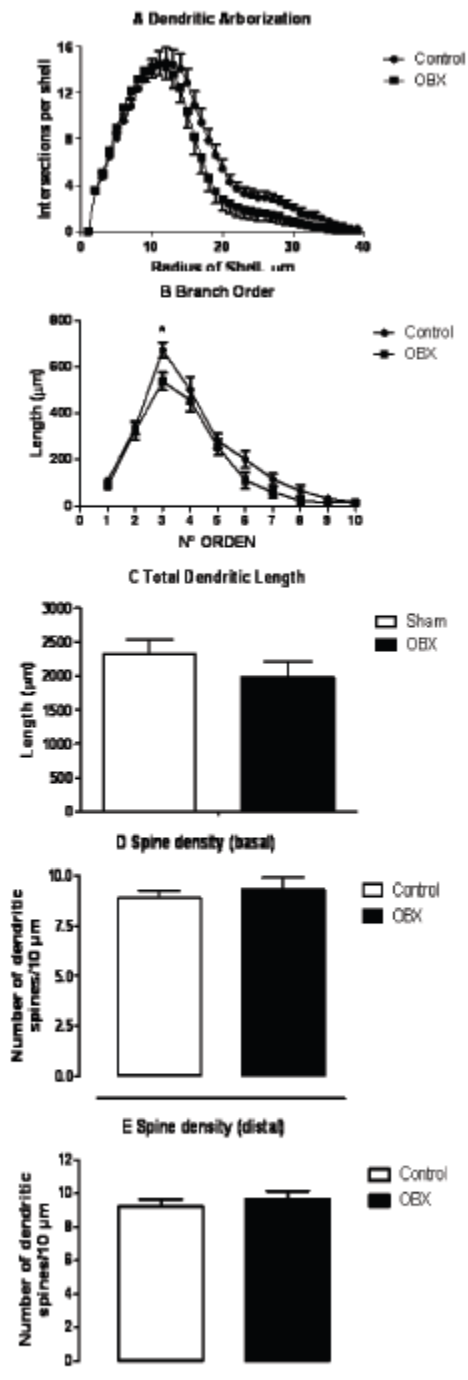 A Dendritic Arborization
16
12
8
4
0
Intersections per shell
Control
OBX
0 10 20 30 40
Radius of Shell, µm
B Branch Order
800
600
400
200
0
Length (µm)
*
Control
OBX
1 2 3 4 5 6 7 8 9 10
Nº ORDEN
C Total Dendritic Length
3000
2500
2000
1500
1000
500
0
Length (µm)
Sham
OBX
D Spine density (basal)
10.0
7.5
5.0
2.5
0.0
Number of dendritic
spines/10 µm
Control
OBX
E Spine density (distal)
12
10
8
6
4
2
0
Number of dendritic
spines/10 µm
Control
OBX